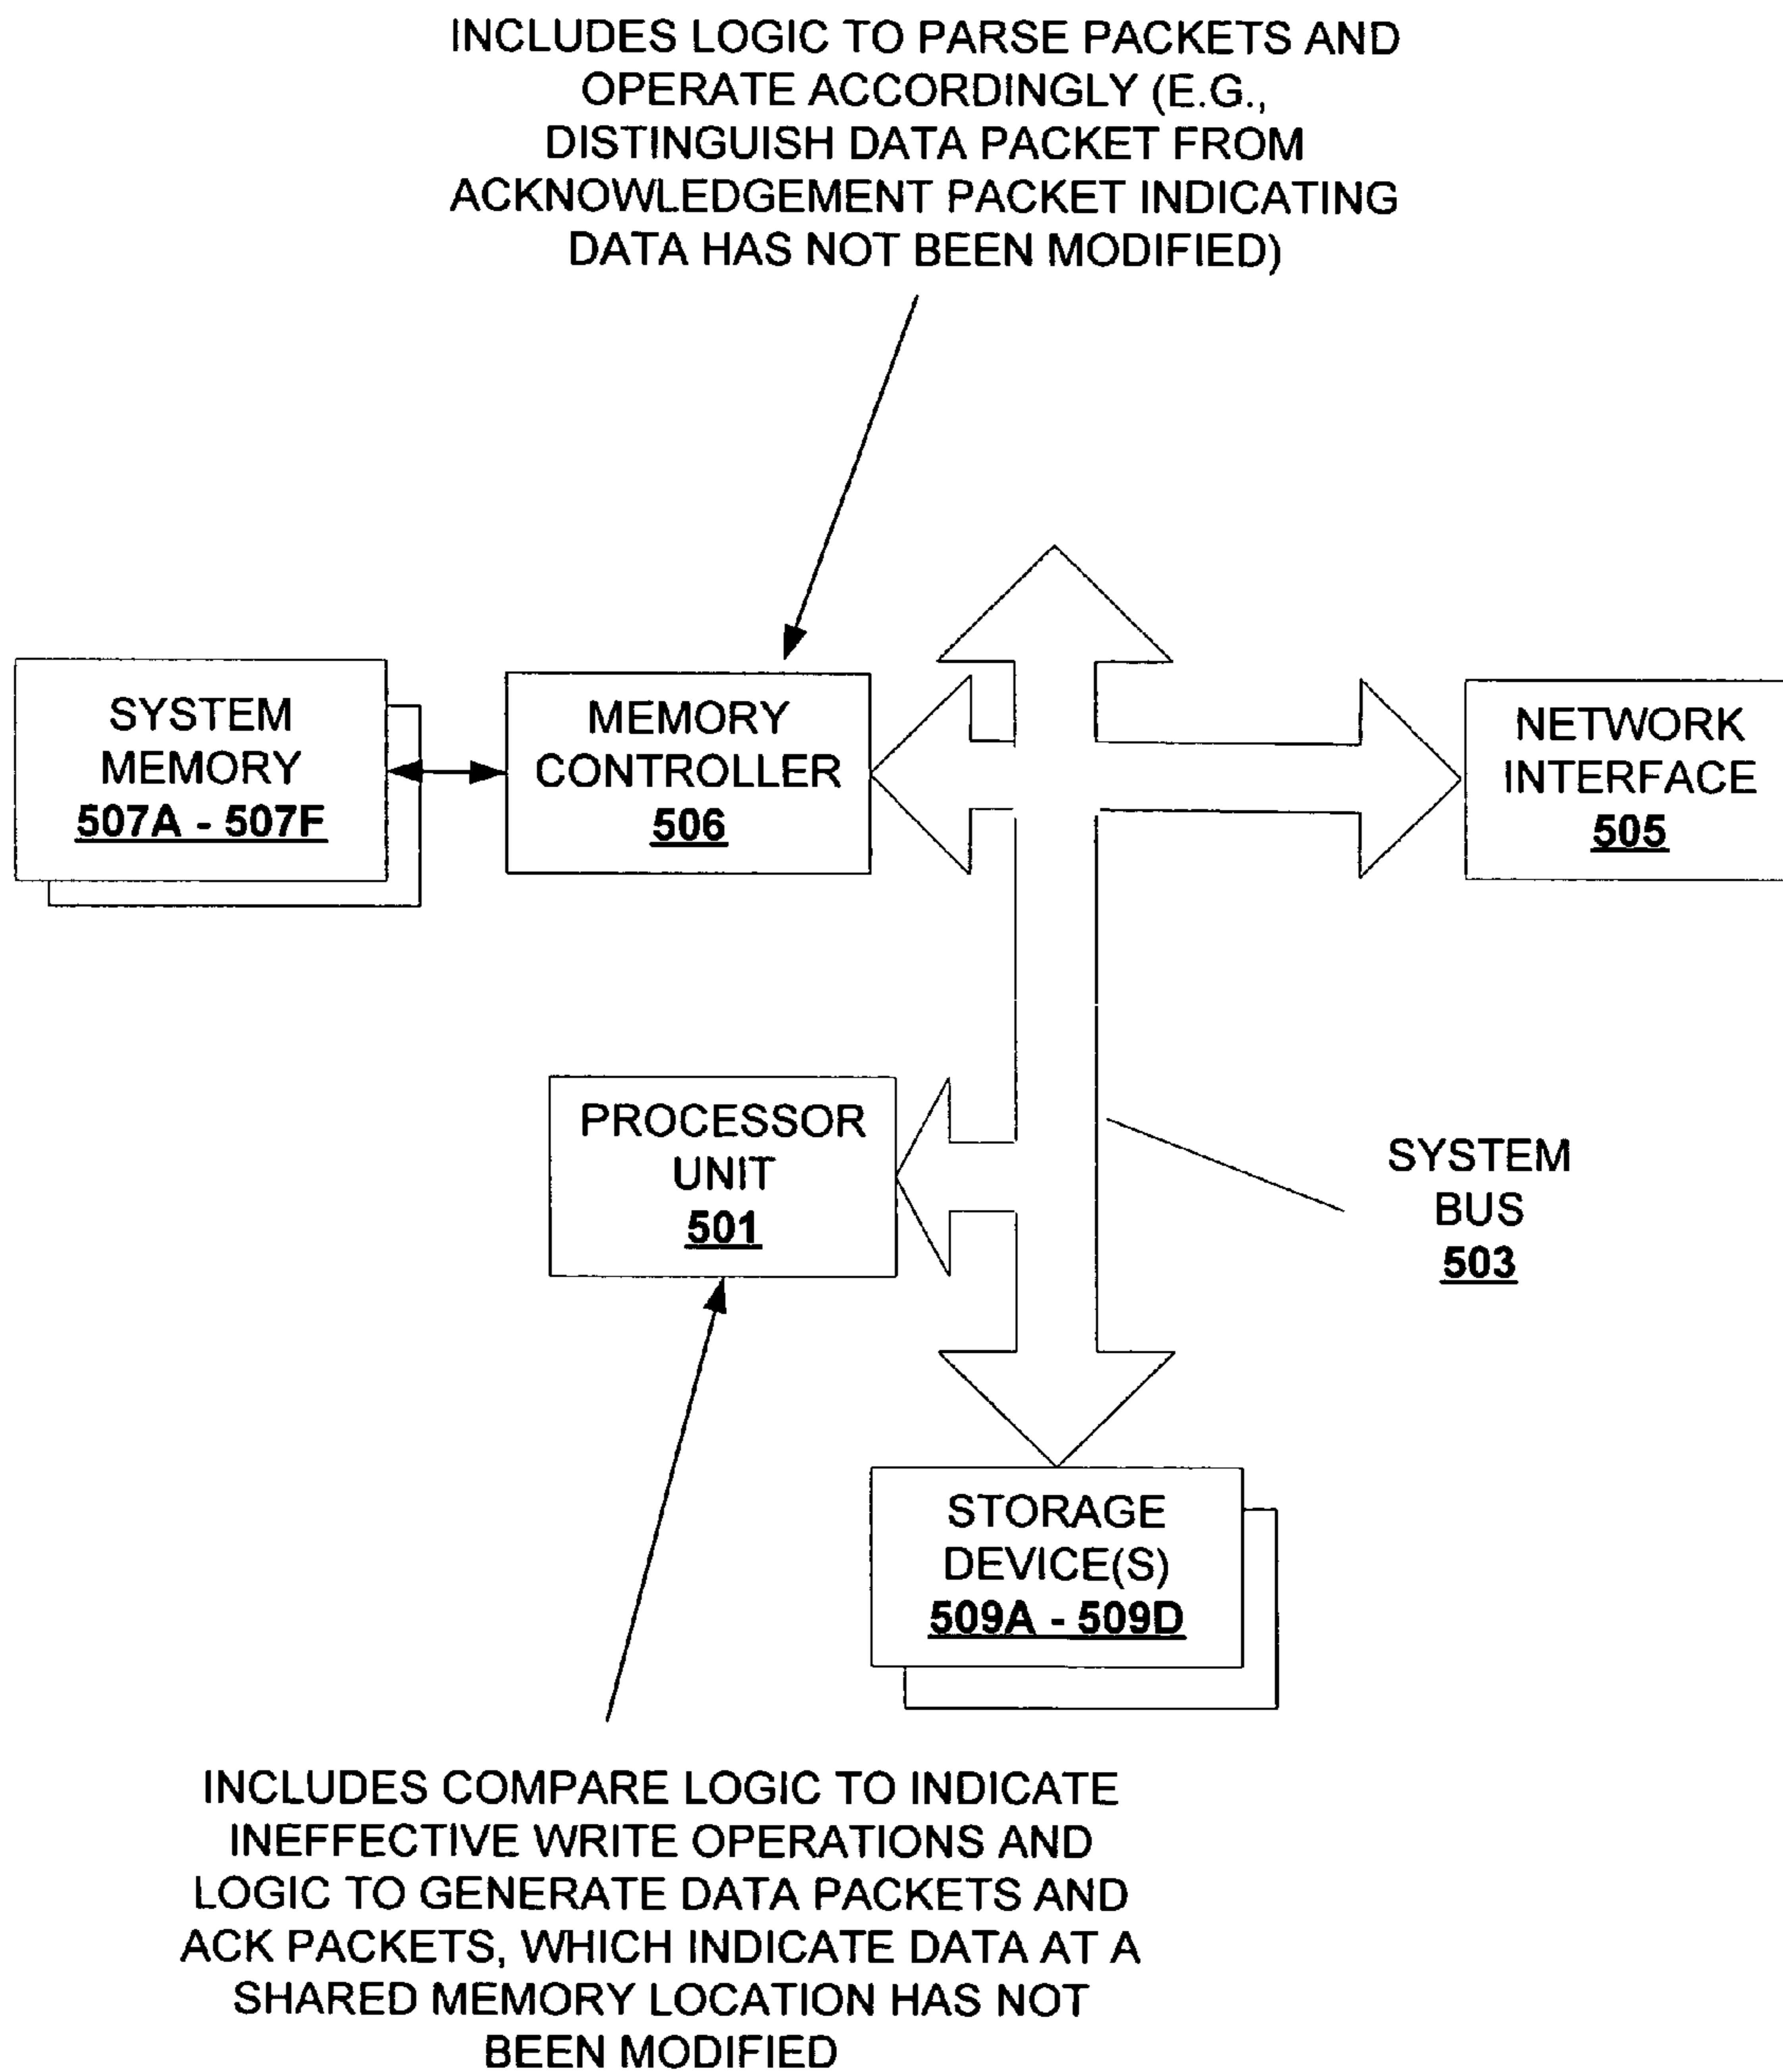 INCLUDES LOGIC TO PARSE PACKETS AND
OPERATE ACCORDINGLY (E.G.,
DISTINGUISH DATA PACKET FROM
ACKNOWLEDGEMENT PACKET INDICATING
DATA HAS NOT BEEN MODIFIED)
SYSTEM
MEMORY
507A - 507F
MEMORY
CONTROLLER
506
NETWORK
INTERFACE
505
PROCESSOR
UNIT
501
SYSTEM
BUS
503
STORAGE
DEVICE(S)
509A - 509D
INCLUDES COMPARE LOGIC TO INDICATE
INEFFECTIVE WRITE OPERATIONS AND
LOGIC TO GENERATE DATA PACKETS AND
ACK PACKETS, WHICH INDICATE DATA AT A
SHARED MEMORY LOCATION HAS NOT
BEEN MODIFIED